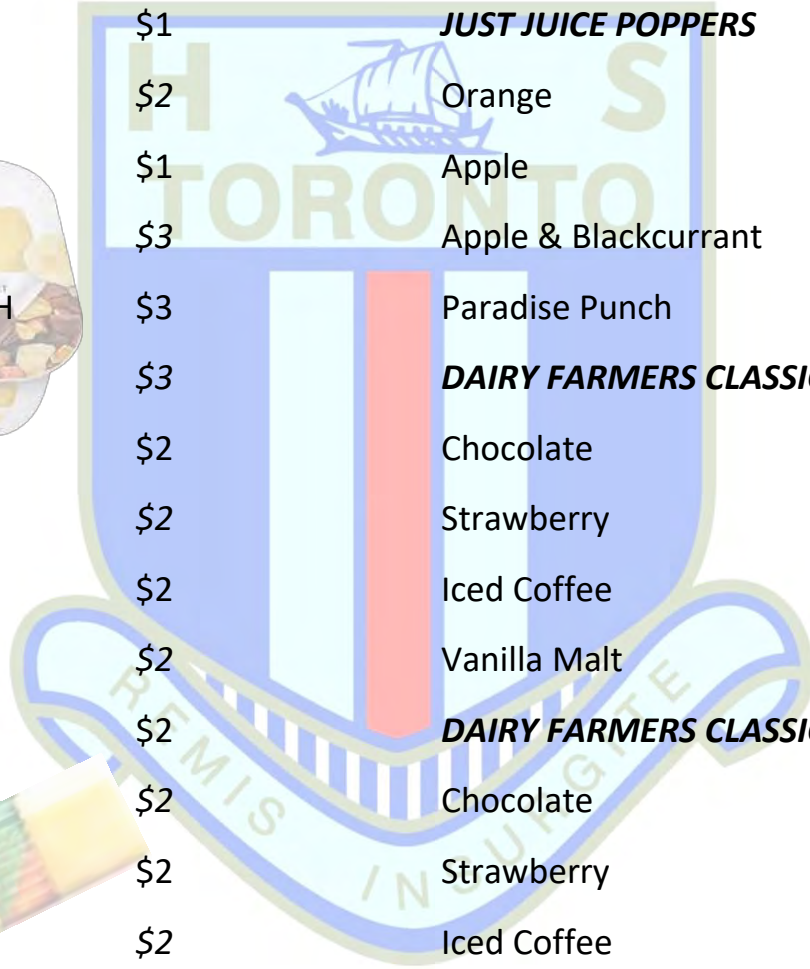 $1 JUST JUICE POPPERS
$2 Orange
$1 Apple
$3 Apple & Blackcurrant
H $3 Paradise Punch
$3 DAIRY FARMERS CLASSIC
$2 Chocolate
$2 Strawberry
$2 Iced Coffee
$2 Vanilla Malt
$2 DAIRY FARMERS CLASSIC
$2 Chocolate
$2 Strawberry
$2 Iced Coffee
H S
TORONTO
REMIS INSURGITE